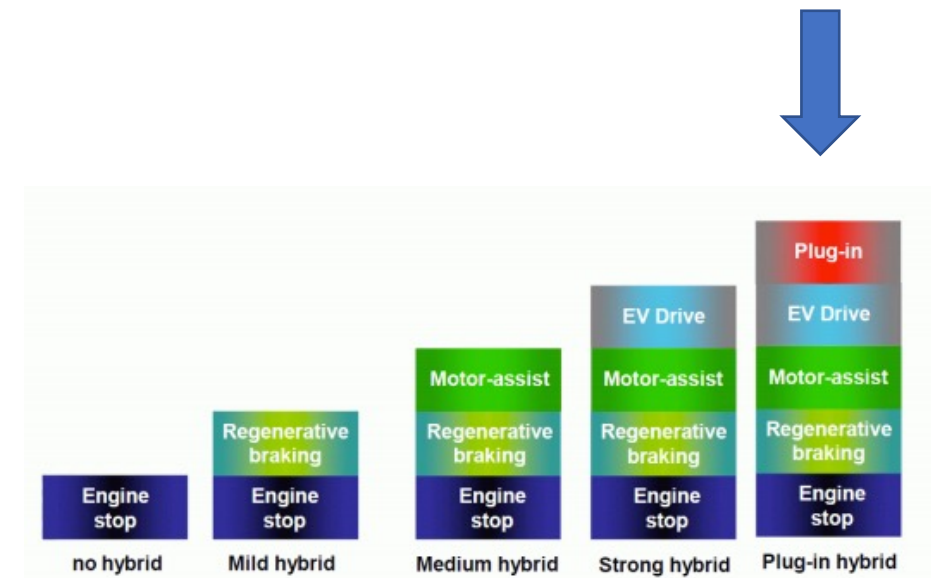 Plug-in
EV Drive
EV Drive
Motor-assist
Motor-assist
Motor-assist
Regenerative
braking
Regenerative
braking
Regenerative
braking
Regenerative
braking
Engine
stop
Engine
stop
Engine
stop
Engine
stop
Engine
stop
no hybrid
Mild hybrid
Medium hybrid
Strong hybrid
Plug-in hybrid